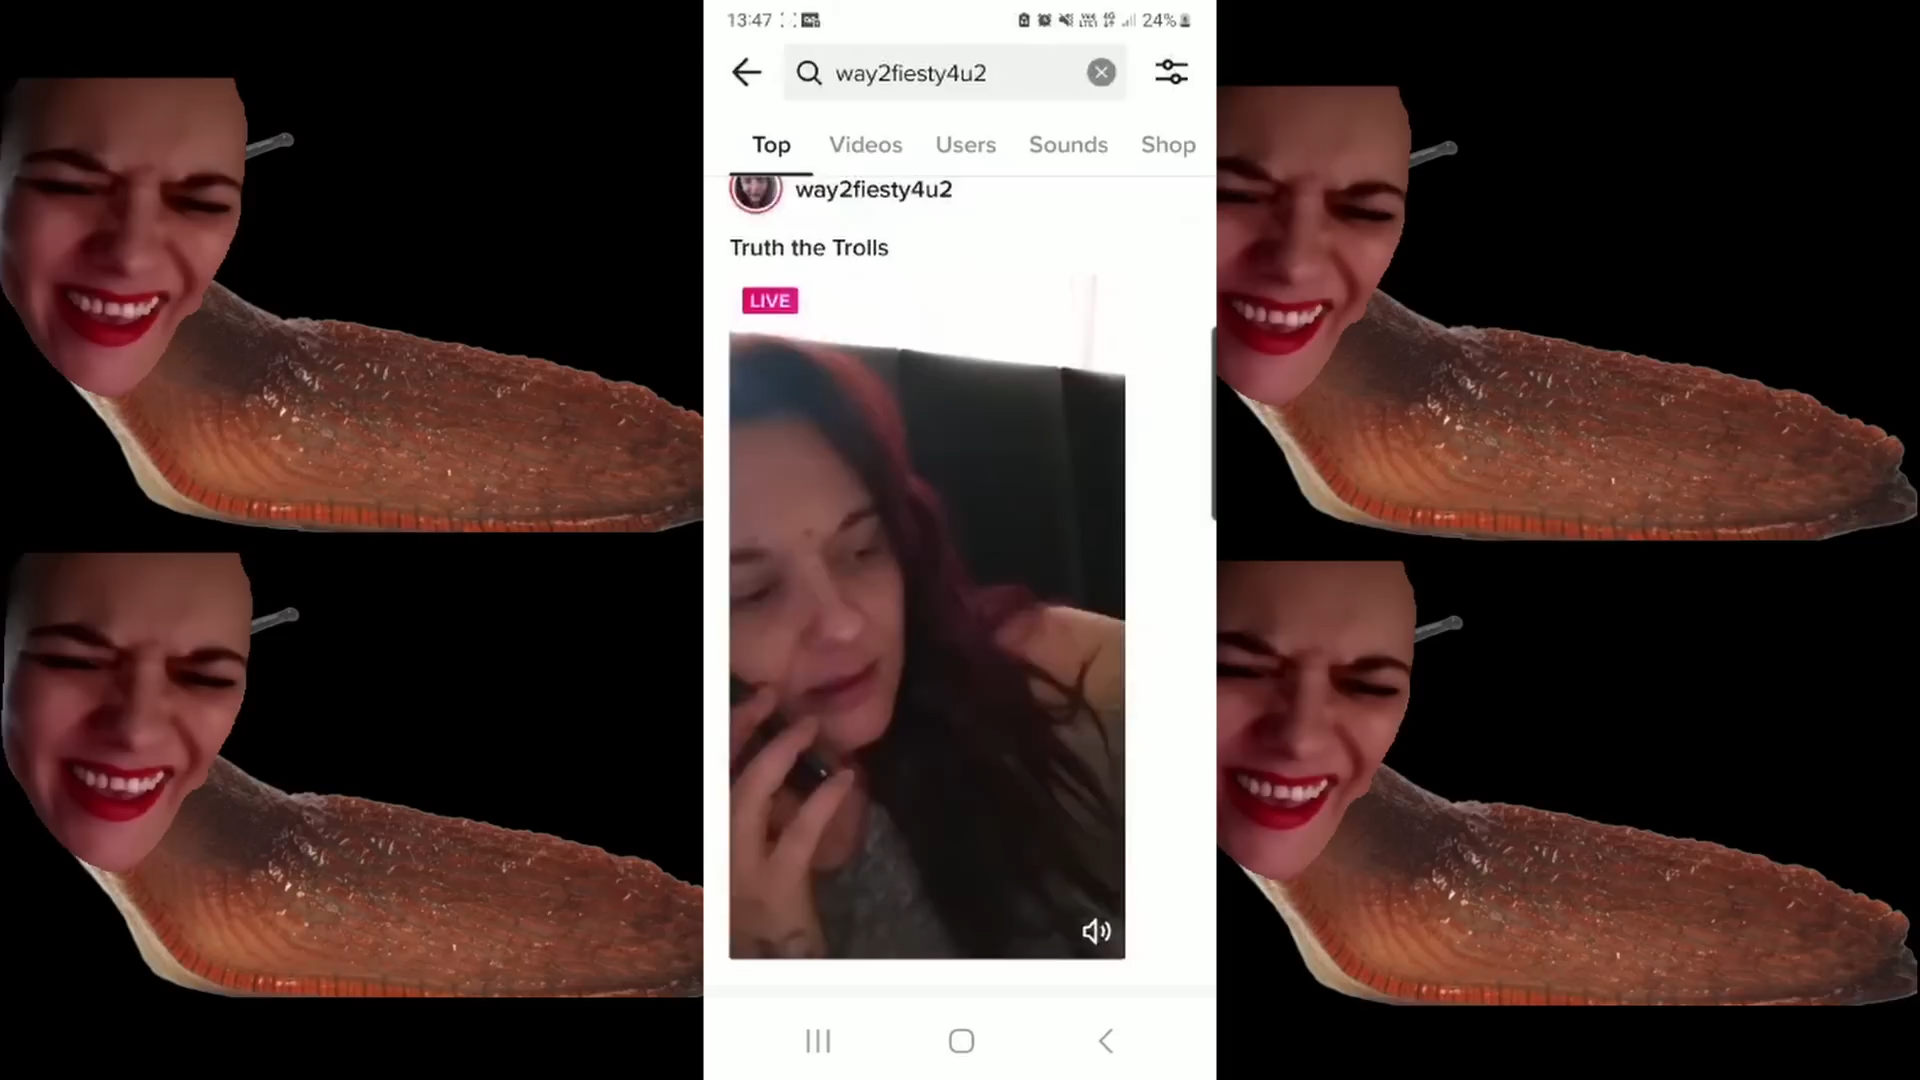 13:47 24%
way2fiesty4u2
Top Videos Users Sounds Shop
way2fiesty4u2
Truth the Trolls
LIVE